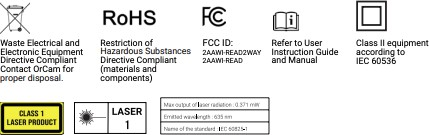 RoHS
FC
Waste Electrical and
Electronic Equipment
Directive Compliant
Contact OrCam for
proper disposal.
Restriction of
Hazardous Substances
Directive Compliant
(materials and
components)
FCC ID:
2AAWI-READ2WAY
2AAWI-READ
Refer to User
Instruction Guide
and Manual
Class II equipment
according to
IEC 60536
CLASS 1
LASER PRODUCT
LASER
1
Max output of laser radiation : 0.371 mW
Emitted wavelength : 635 nm
Name of the standard : IEC 60825-1